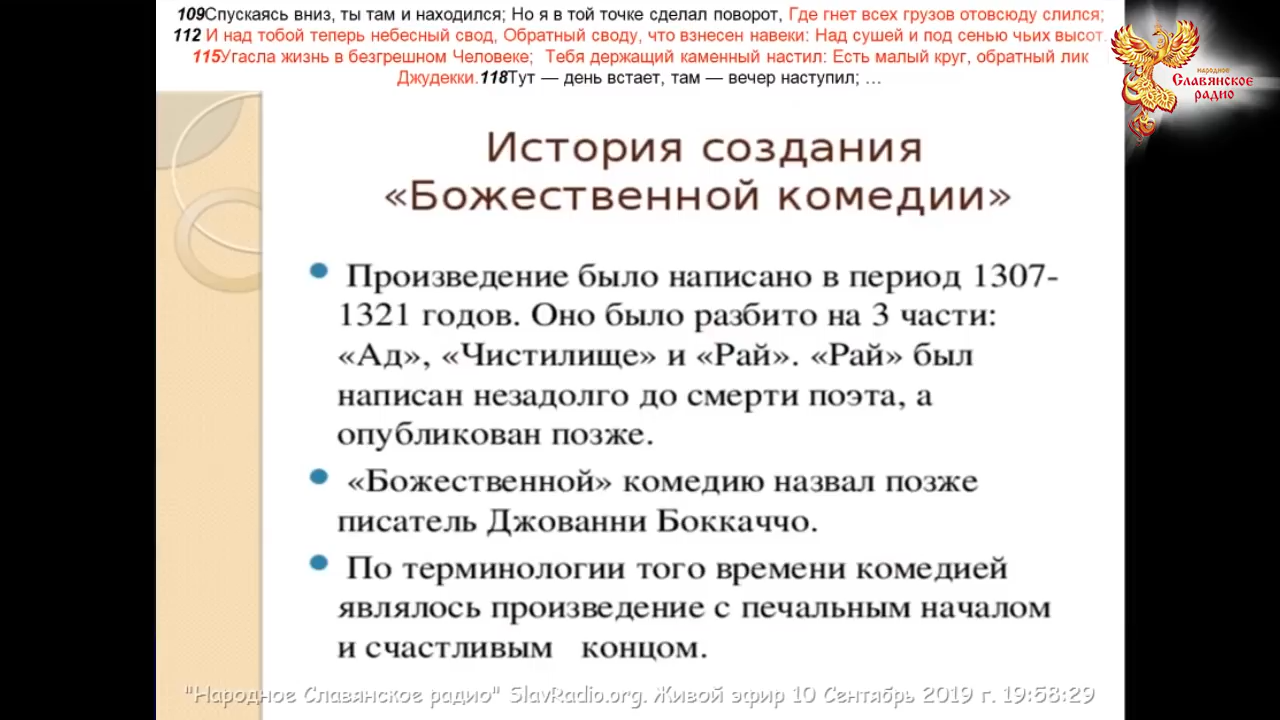 109Спускаясь вниз, ты там и находился; Но я в той точке сделал поворот, Где гнет всех грузов отовсюду слился;
112 И над тобой теперь небесный свод, Обратный своду, что взнесен навеки: Над сушей и под сенью чьих высот.
115Угасла жизнь в безгрешном Человеке; Тебя держащий каменный настил: Есть малый круг, обратный лик
Джудекки.118Тут — день встает, там — вечер наступил; ...
народное
Славянское
радио
История создания
«Божественной комедии»
Произведение было написано в период 1307-
1321 годов. Оно было разбито на 3 части:
«Ад», «Чистилище» и «Рай». «Рай» был
написан незадолго до смерти поэта, а
опубликован позже.
«Божественной» комедию назвал позже
писатель Джованни Боккаччо.
По терминологии того времени комедией
являлось произведение с печальным началом
и счастливым концом.
"Народное Славянское радио" SlavRadio.org. Живой эфир 10 Сентябрь 2019 г. 19:58:29